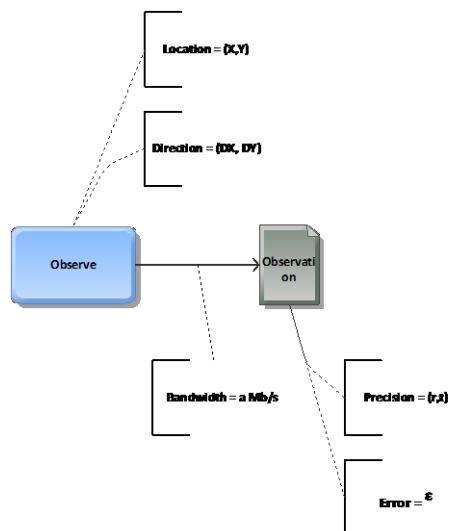 Location = (X,Y)
Direction = (DX, DY)
Observe
Observati
on
Bandwidth = a Mb/s
Precision = (r,t)
Error = ε